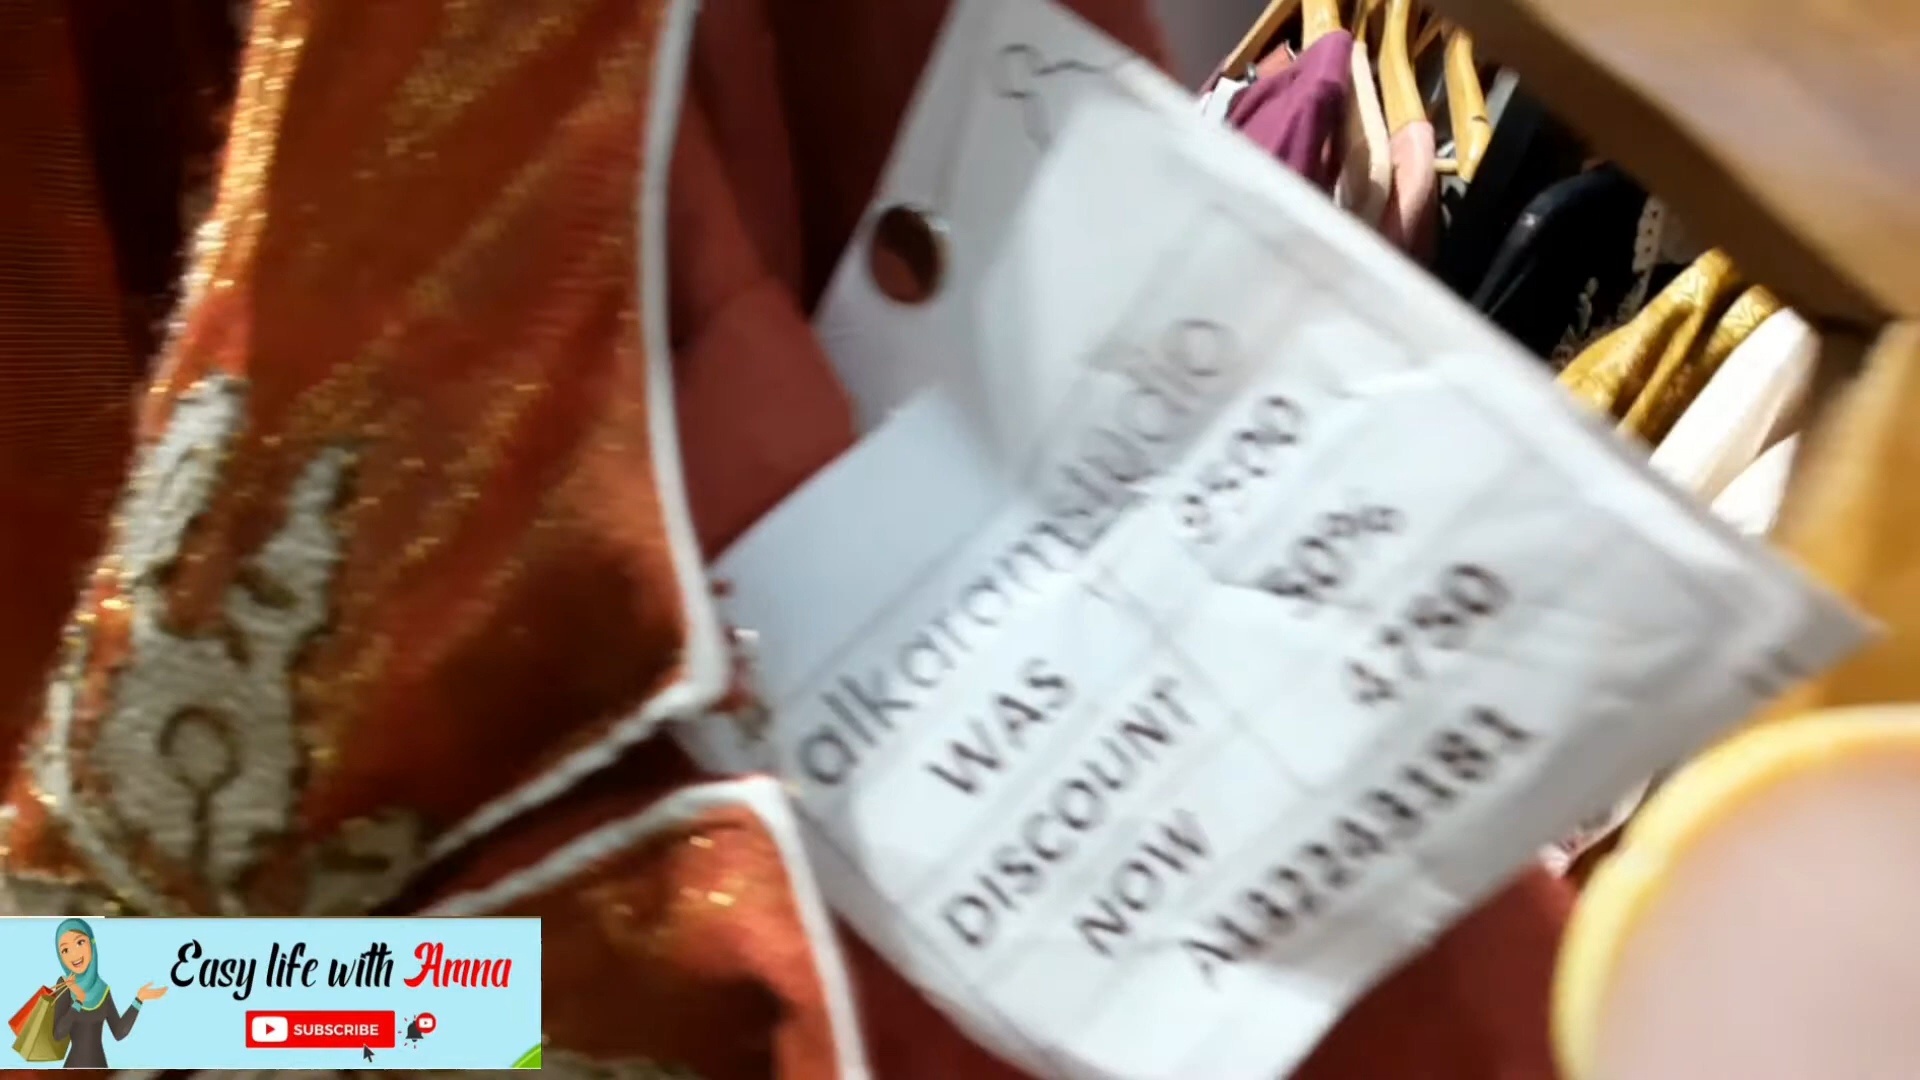 alkaramstudio
WAS 9500
DISCOUNT 50%
NOW 4750
Easy life with Amna
SUBSCRIBE